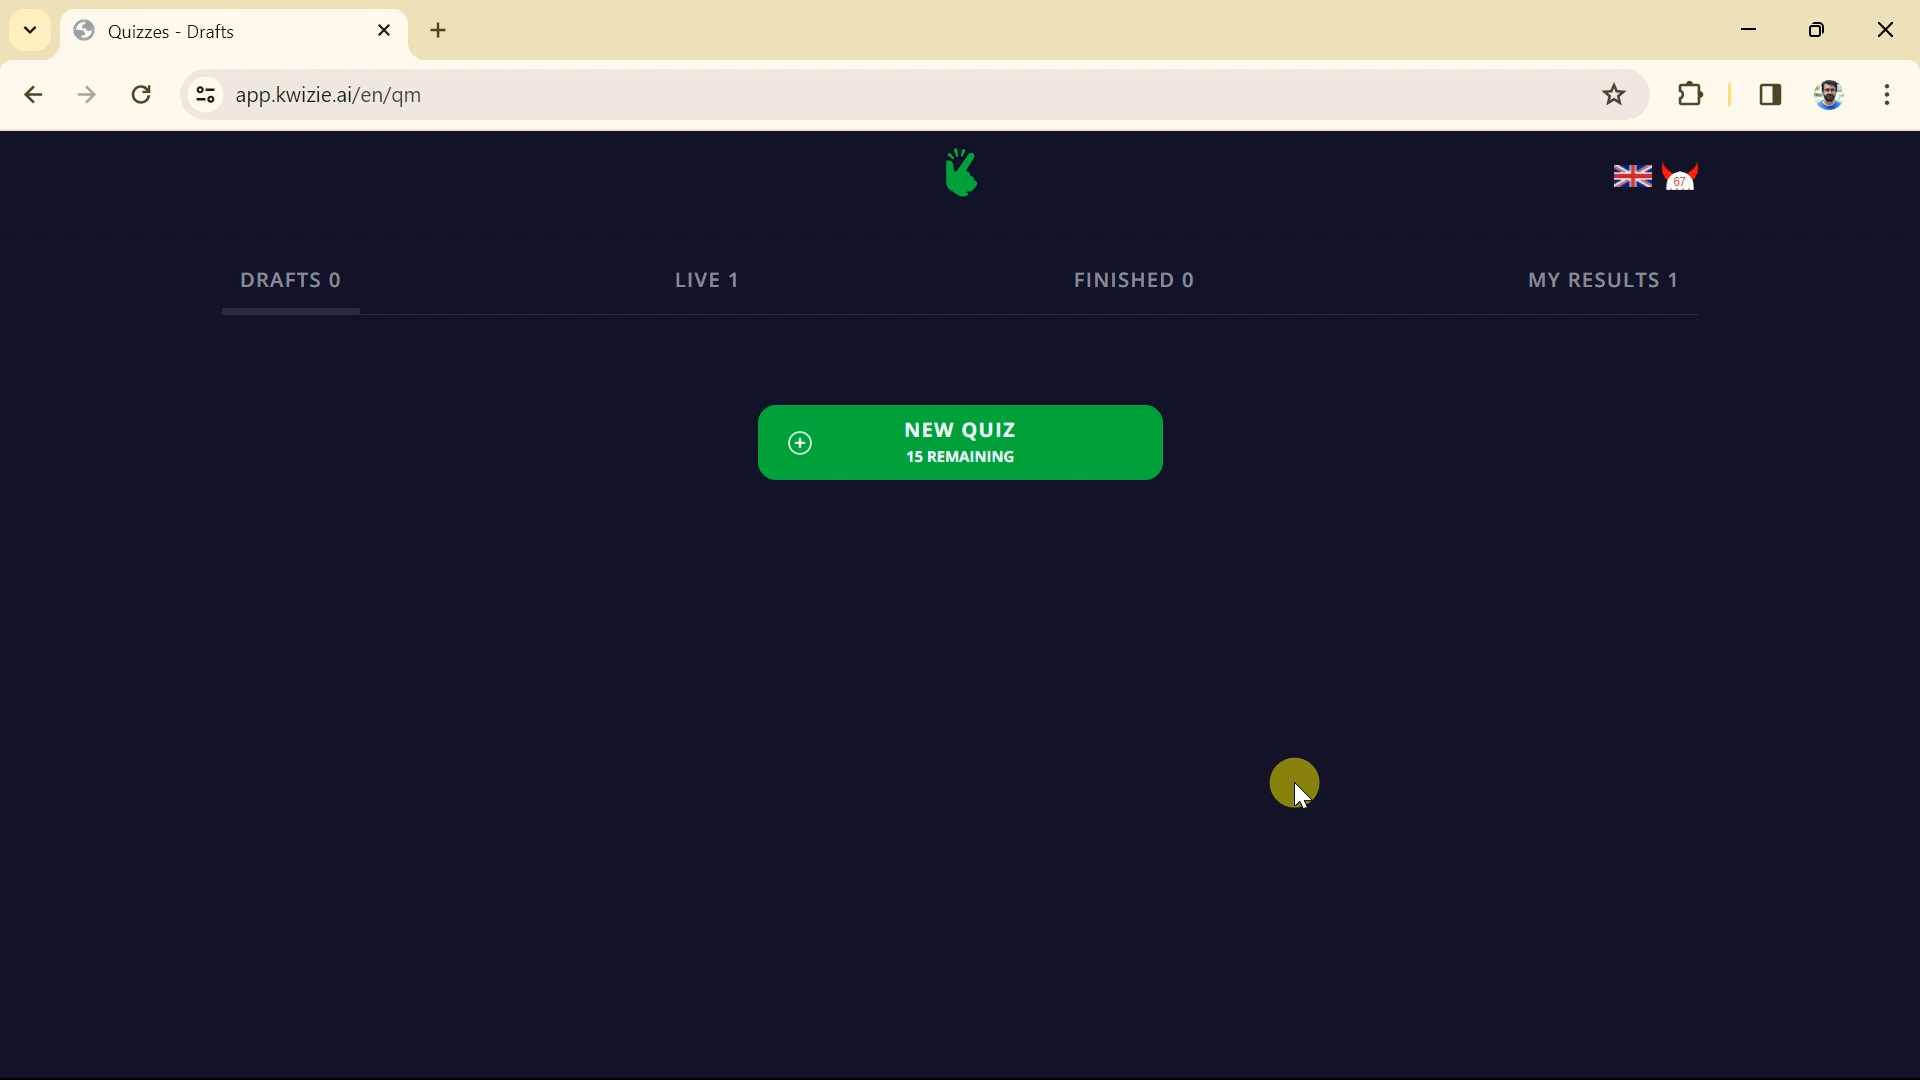 Quizzes - Drafts
app.kwizie.ai/en/qm
67
DRAFTS 0
LIVE 1
FINISHED 0
MY RESULTS 1
NEW QUIZ
15 REMAINING